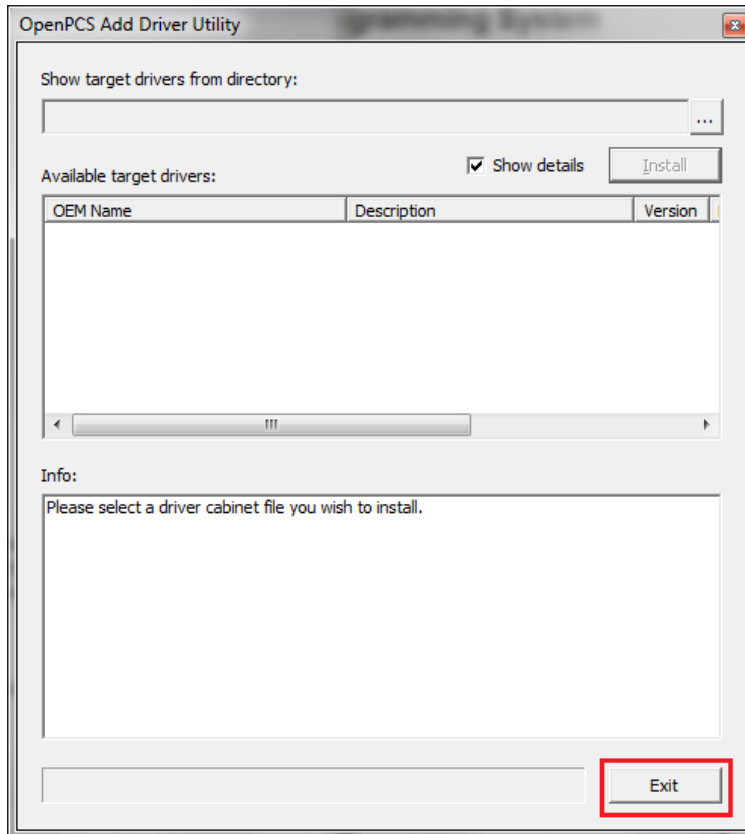 OpenPCS Add Driver Utility
Show target drivers from directory:
...
Show details
Install
Available target drivers:
OEM Name Description Version
Info:
Please select a driver cabinet file you wish to install.
Exit